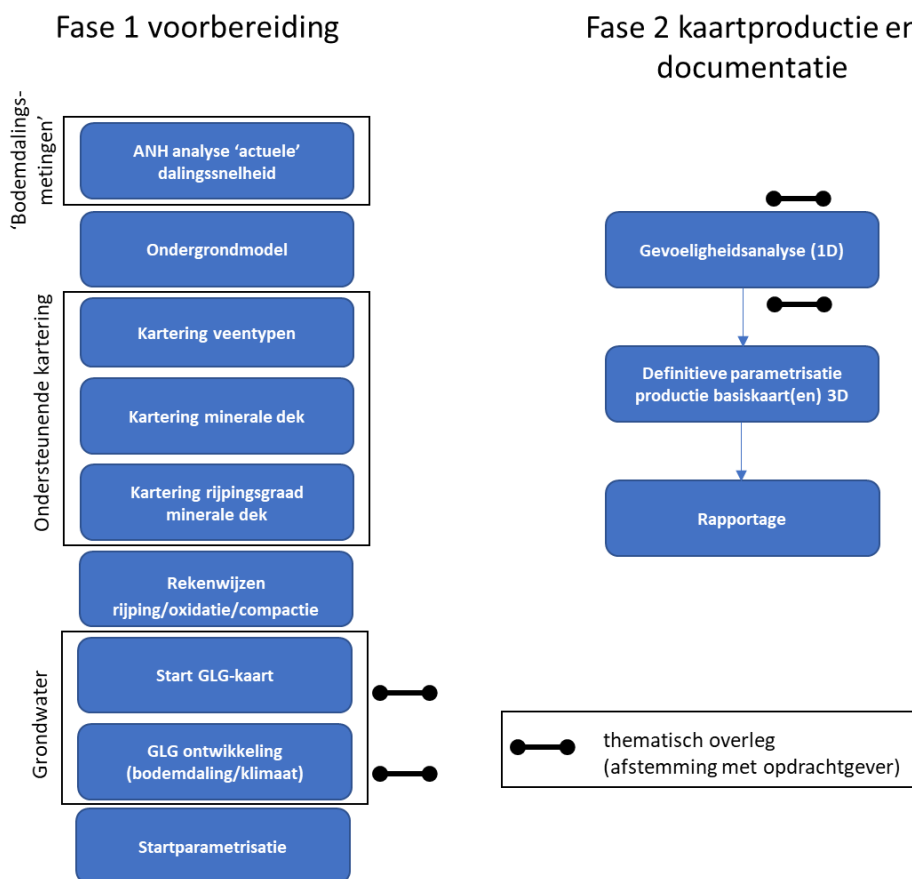 Fase 1 voorbereiding
‘Bodemdalings-
metingen’
ANH analyse ‘actuele’
dalingssnelheid
Ondergrondmodel
Ondersteunende kartering
Kartering veentypen
Kartering minerale dek
Kartering rijpingsgraad
minerale dek
Rekenwijzen
rijping/oxidatie/compactie
Grondwater
Start GLG-kaart
GLG ontwikkeling
(bodemdaling/klimaat)
Startparametrisatie
Fase 2 kaartproductie en
documentatie
Gevoeligheidsanalyse (1D)
Definitieve parametrisatie
productie basiskaart(en) 3D
Rapportage
thematisch overleg
(afstemming met opdrachtgever)